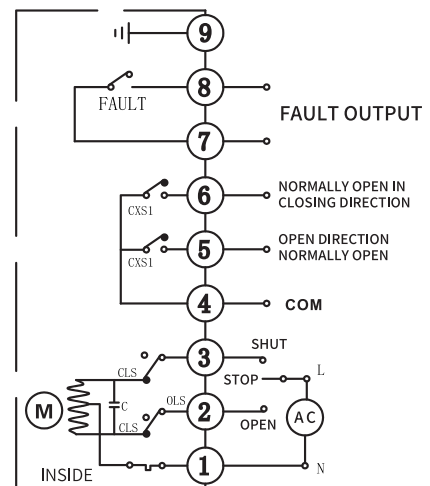 9
8
FAULT
FAULT OUTPUT
7
6
NORMALLY OPEN IN
CLOSING DIRECTION
CXS1
5
OPEN DIRECTION
NORMALLY OPEN
CXS1
4
COM
3
SHUT
CLS
STOP
L
M
C
OLS
2
OPEN
AC
CLS
1
N
INSIDE